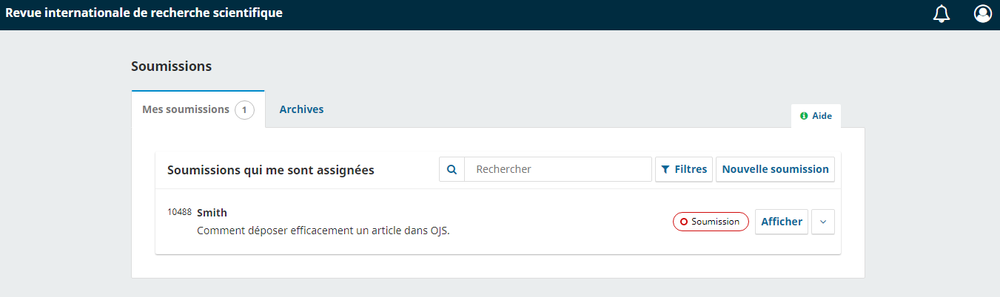 Revue internationale de recherche scientifique
Soumissions
Mes soumissions 1 Archives
Aide
Soumissions qui me sont assignées Rechercher Filtres Nouvelle soumission
10488 Smith
Soumission Afficher
Comment déposer efficacement un article dans OJS.